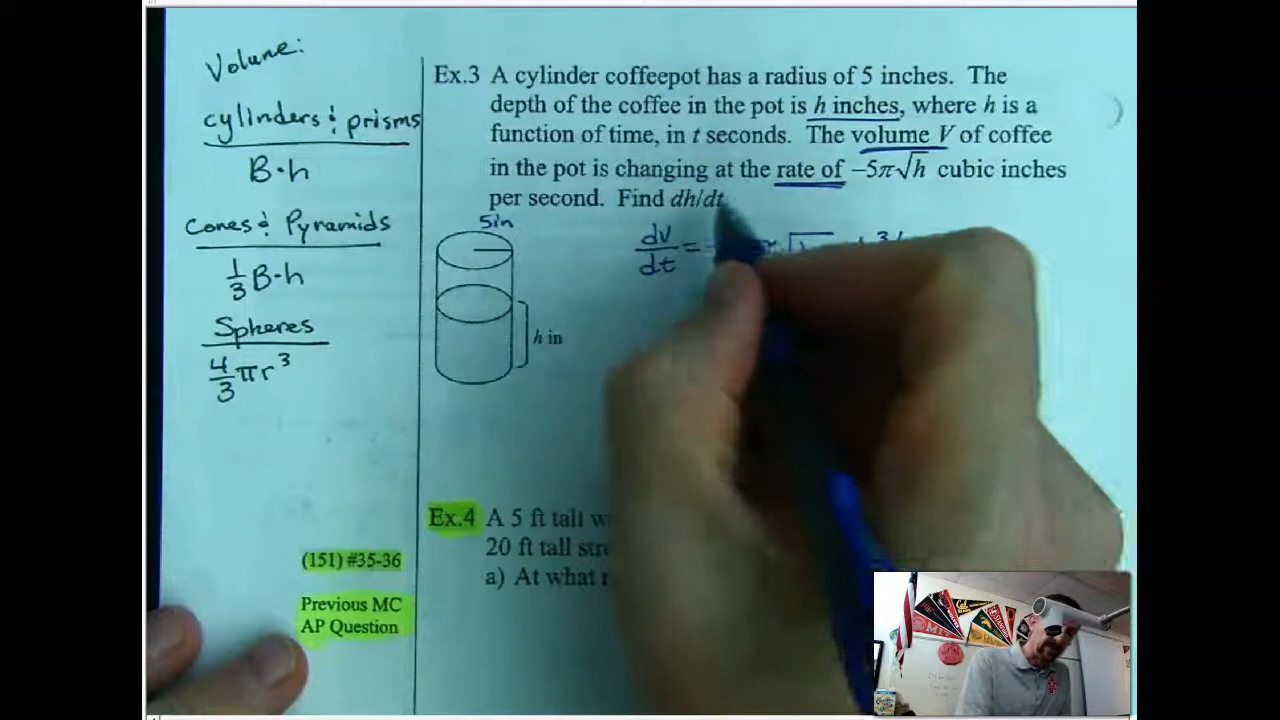 Volume:
cylinders & prisms
B·h
Cones & Pyramids
1/3 B·h
Spheres
4/3 πr³
(151) #35-36
Previous MC
AP Question
Ex.3 A cylinder coffeepot has a radius of 5 inches. The
depth of the coffee in the pot is h inches, where h is a
function of time, in t seconds. The volume V of coffee
in the pot is changing at the rate of −5π√h cubic inches
per second. Find dh/dt
5in
dV/dt =
h in
Ex.4 A 5 ft tall
20 ft tall
a) At what
MIT